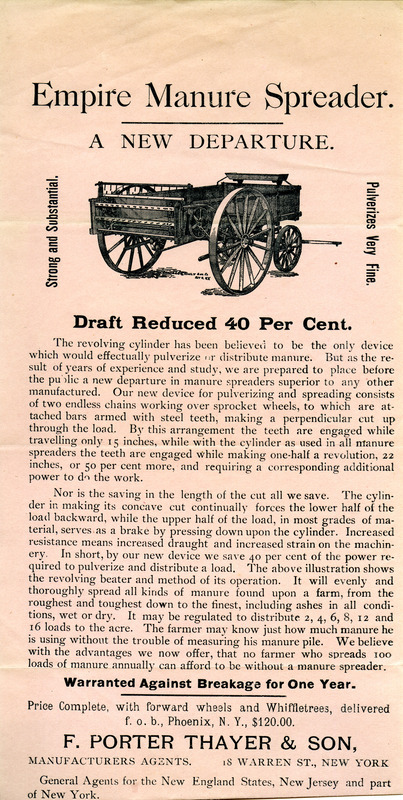 Empire Manure Spreader.
A NEW DEPARTURE.
Strong and Substantial.
Pulverizes Very Fine.
Draft Reduced 40 Per Cent.
The revolving cylinder has been believed to be the only device
which would effectually pulverize or distribute manure. But as the re-
sult of years of experience and study, we are prepared to place before
the public a new departure in manure spreaders superior to any other
manufactured. Our new device for pulverizing and spreading consists
of two endless chains working over sprocket wheels, to which are at-
tached bars armed with steel teeth, making a perpendicular cut up
through the load. By this arrangement the teeth are engaged while
travelling only 15 inches, while with the cylinder as used in all manure
spreaders the teeth are engaged while making one-half a revolution, 22
inches, or 50 per cent more, and requiring a corresponding additional
power to do the work.
Nor is the saving in the length of the cut all we save. The cylin-
der in making its concave cut continually forces the lower half of the
load backward, while the upper half of the load, in most grades of ma-
terial, serves as a brake by pressing down upon the cylinder. Increased
resistance means increased draught and increased strain on the machin-
ery. In short, by our new device we save 40 per cent of the power re-
quired to pulverize and distribute a load. The above illustration shows
the revolving beater and method of its operation. It will evenly and
thoroughly spread all kinds of manure found upon a farm, from the
roughest and toughest down to the finest, including ashes in all condi-
tions, wet or dry. It may be regulated to distribute 2, 4, 6, 8, 12 and
16 loads to the acre. The farmer may know just how much manure he
is using without the trouble of measuring his manure pile. We believe
with the advantages we now offer, that no farmer who spreads 100
loads of manure annually can afford to be without a manure spreader.
Warranted Against Breakage for One Year.
Price Complete, with forward wheels and Whiffletrees, delivered
f. o. b., Phoenix, N. Y., $120.00.
F. PORTER THAYER & SON,
MANUFACTURERS AGENTS. 18 WARREN ST., NEW YORK
General Agents for the New England States, New Jersey and part
of New York.